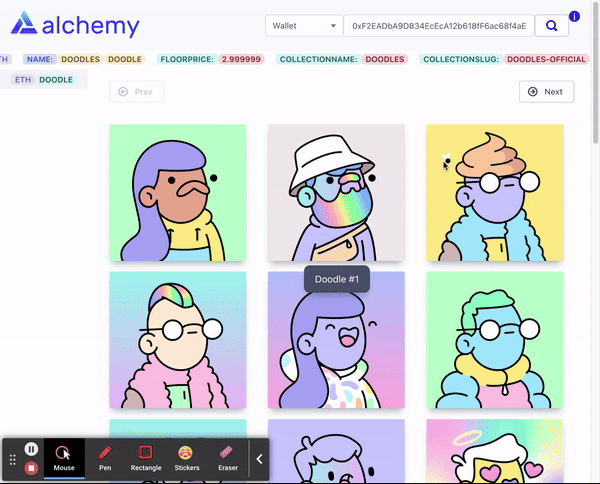 alchemy
Wallet
0xF2EADbA9D834EcEcA12b618fF6ac68f4aE
i
TH NAME: DOODLES DOODLE FLOORPRICE: 2.999999 COLLECTIONNAME: DOODLES COLLECTIONSLUG: DOODLES-OFFICIAL
ETH DOODLE
Prev
Next
Doodle #1
Mouse Pen Rectangle Stickers Eraser